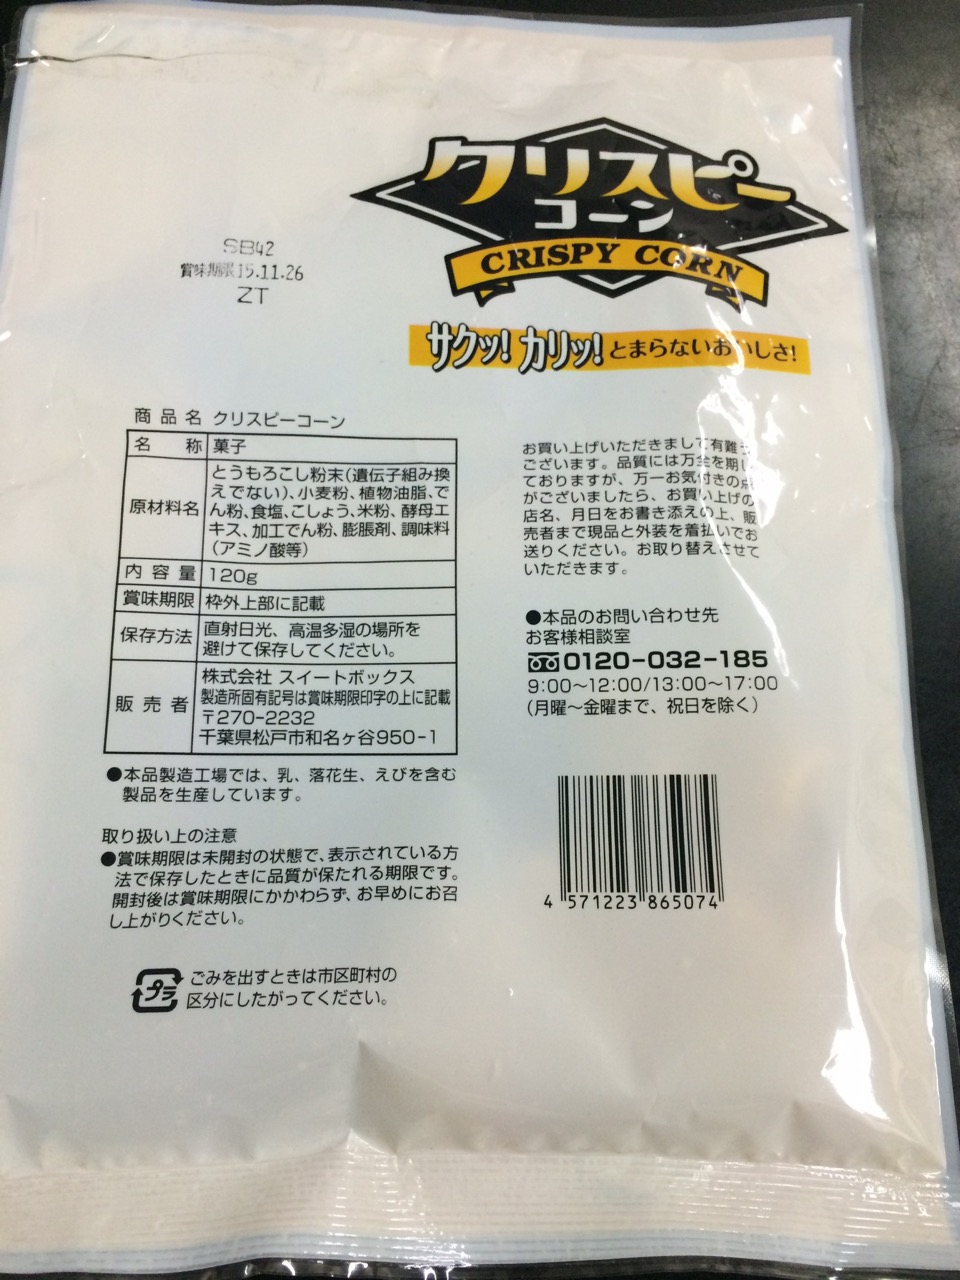 クリスピー
コーン
CRISPY CORN
サクッ!カリッ!とまらないおいしさ!
SB42
賞味期限15.11.26
ZT
商品名 クリスピーコーン
名称 菓子
原材料名 とうもろこし粉末(遺伝子組み換
えでない)、小麦粉、植物油脂、で
ん粉、食塩、こしょう、米粉、酵母エ
キス、加工でん粉、膨脹剤、調味料
(アミノ酸等)
内容量 120g
賞味期限 枠外上部に記載
保存方法 直射日光、高温多湿の場所を
避けて保存してください。
販売者 株式会社 スイートボックス
製造所固有記号は賞味期限印字の上に記載
〒270-2232
千葉県松戸市和名ヶ谷950-1
●本品製造工場では、乳、落花生、えびを含む
製品を生産しています。
取り扱い上の注意
●賞味期限は未開封の状態で、表示されている方
法で保存したときに品質が保たれる期限です。
開封後は賞味期限にかかわらず、お早めにお召
し上がりください。
プラ
ごみを出すときは市区町村の
区分にしたがってください。
お買い上げいただきまして有難う
ございます。品質には万全を期し
ておりますが、万一お気付きの点
がございましたら、お買い上げの
店名、月日をお書き添えの上、販
売者まで現品と外装を着払いでお
送りください。お取り替えさせて
いただきます。
●本品のお問い合わせ先
お客様相談室
0120-032-185
9:00～12:00/13:00～17:00
(月曜～金曜まで、祝日を除く)
4 571223 865074